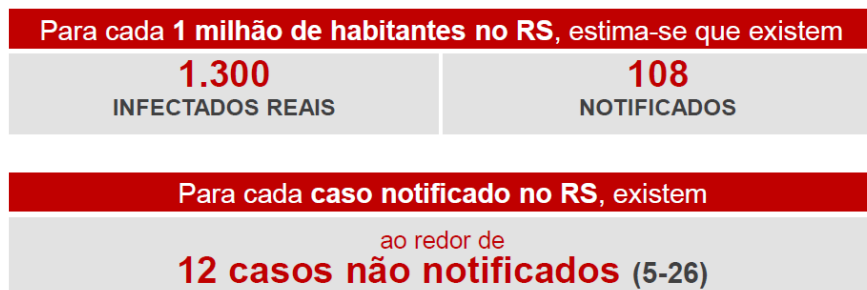 Para cada 1 milhão de habitantes no RS, estima-se que existem
1.300
INFECTADOS REAIS
108
NOTIFICADOS
Para cada caso notificado no RS, existem
ao redor de
12 casos não notificados (5-26)